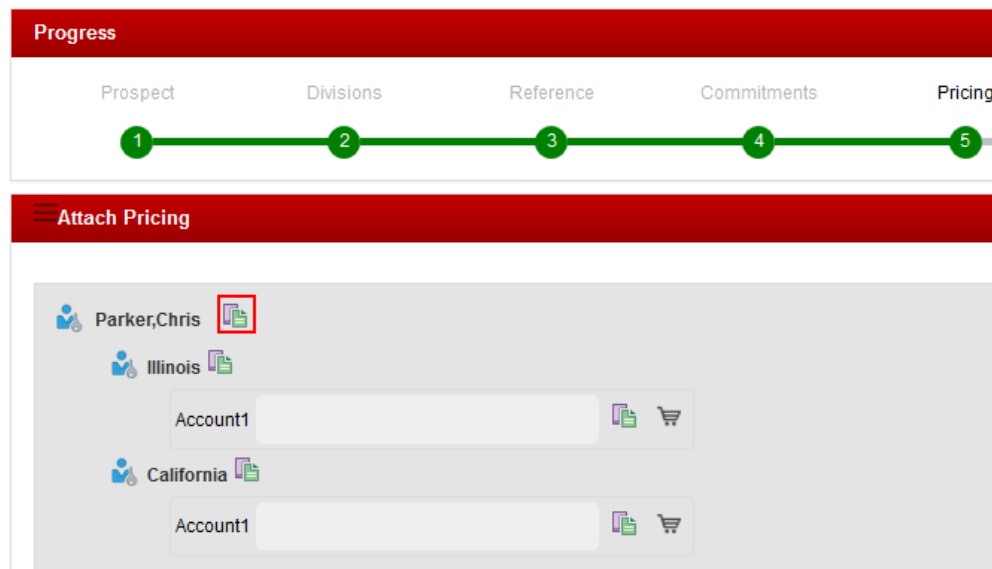 Progress
Prospect Divisions Reference Commitments Pricing
1 2 3 4 5
Attach Pricing
Parker,Chris
Illinois
Account1
California
Account1